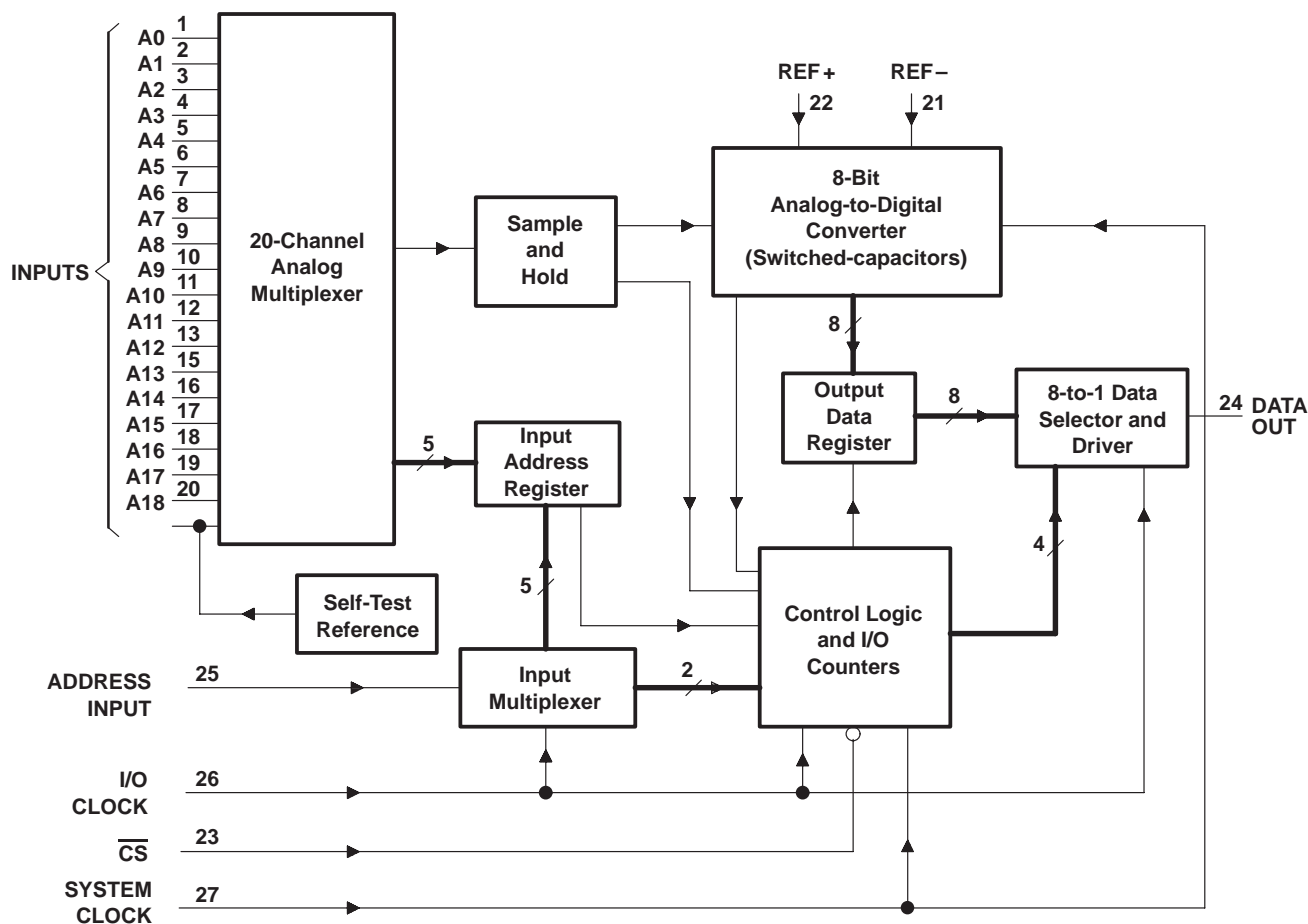 INPUTS
A0 1
A1 2
A2 3
A3 4
A4 5
A5 6
A6 7
A7 8
A8 9
A9 10
A10 11
A11 12
A12 13
A13 15
A14 16
A15 17
A16 18
A17 19
A18 20
20-Channel
Analog
Multiplexer
Sample
and
Hold
REF+
22
REF–
21
8-Bit
Analog-to-Digital
Converter
(Switched-capacitors)
8
Output
Data
Register
8
8-to-1 Data
Selector and
Driver
24 DATA
OUT
5
Input
Address
Register
5
4
Self-Test
Reference
Control Logic
and I/O
Counters
ADDRESS
INPUT
25
Input
Multiplexer
2
I/O
CLOCK
26
CS
23
SYSTEM
CLOCK
27